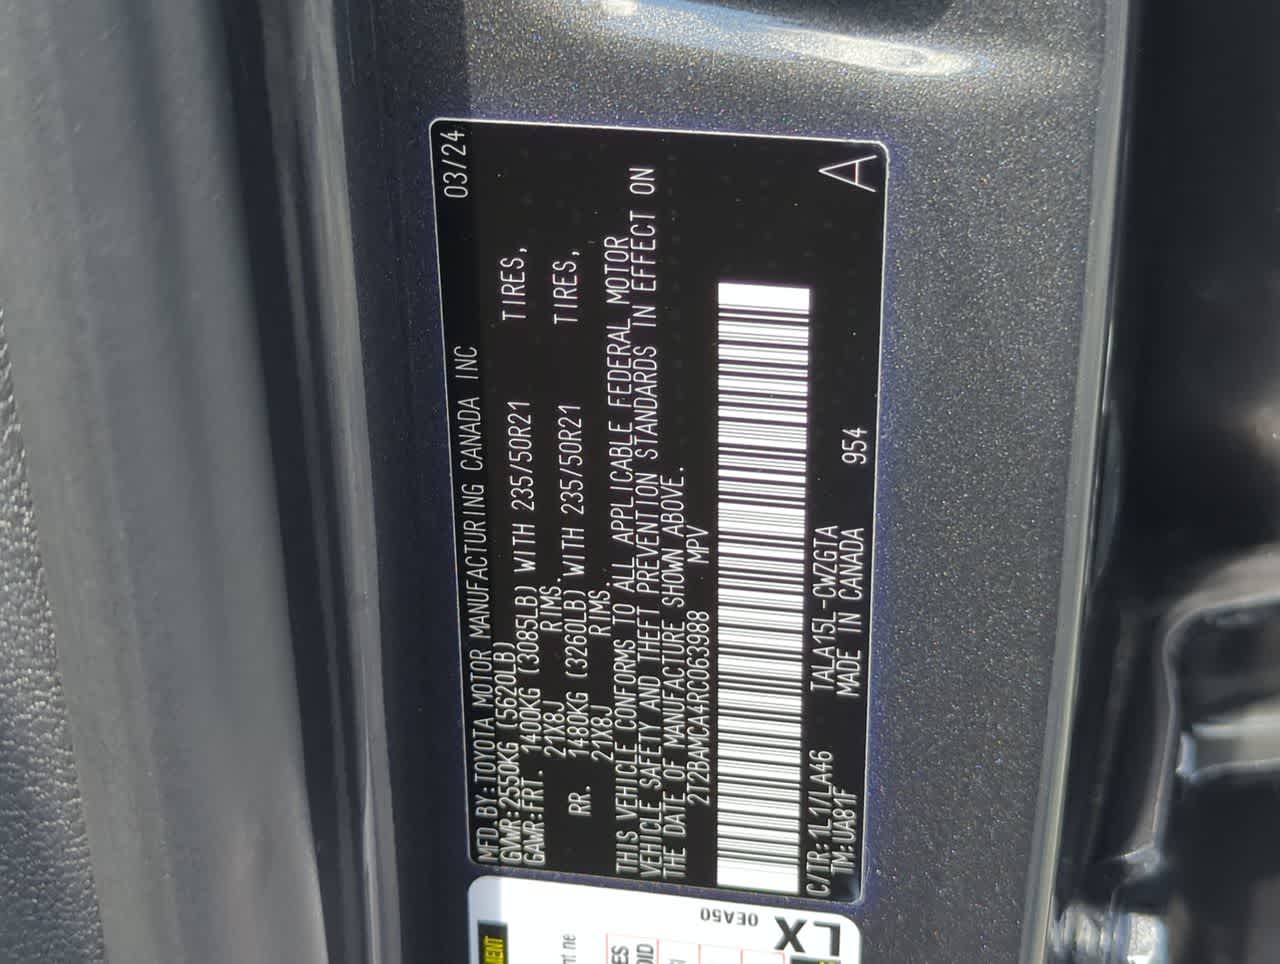 MFD.BY:TOYOTA MOTOR MANUFACTURING CANADA INC 03/24
GVWR:2550KG (5620LB)
GAWR:FRT. 1400KG (3085LB) WITH 235/50R21 TIRES,
21X8J RIMS.
RR. 1480KG (3260LB) WITH 235/50R21 TIRES,
21X8J RIMS.
THIS VEHICLE CONFORMS TO ALL APPLICABLE FEDERAL MOTOR
VEHICLE SAFETY AND THEFT PREVENTION STANDARDS IN EFFECT ON
THE DATE OF MANUFACTURE SHOWN ABOVE.
2T2BAMCA4RC063988 MPV
C/TR:1L1/LA46 TALA15L-CWZGTA A
TM:UA81F MADE IN CANADA 954
LX
0EA50